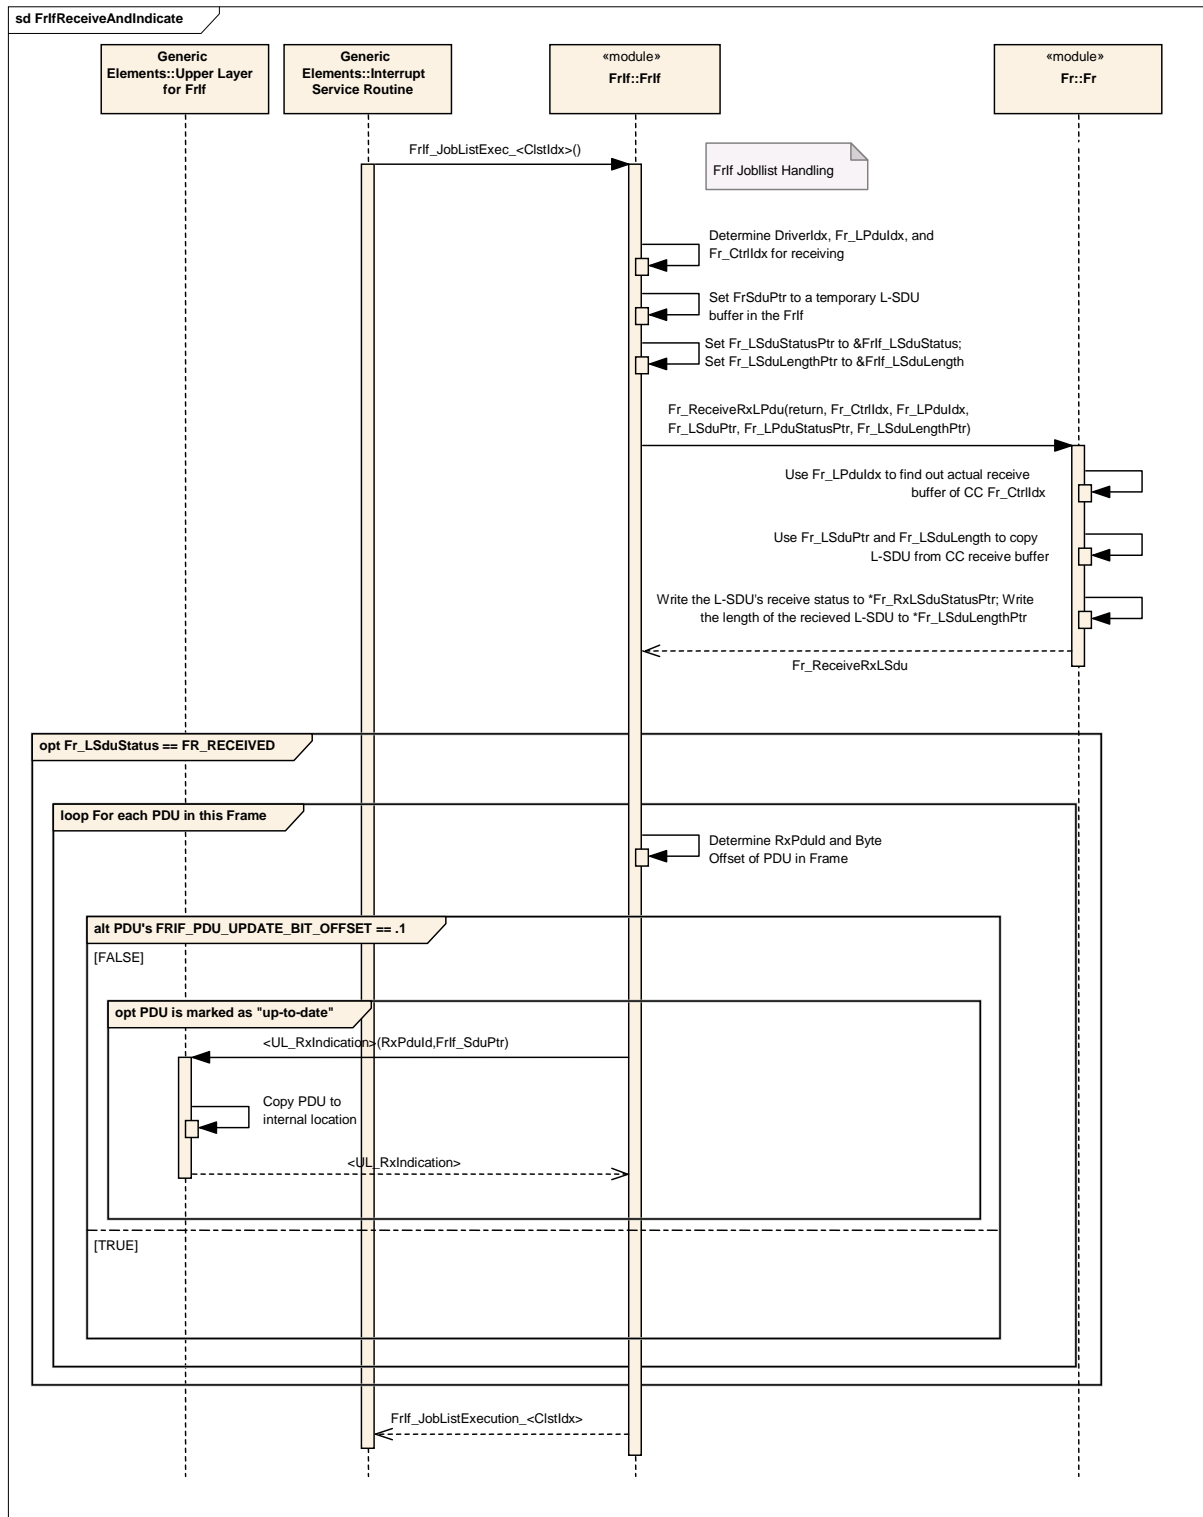 sd FrIfReceiveAndIndicate
Generic
Elements::Upper Layer
for FrIf
Generic
Elements::Interrupt
Service Routine
«module»
FrIf::FrIf
«module»
Fr::Fr
FrIf_JobListExec_<ClstIdx>()
FrIf Jobllist Handling
Determine DriverIdx, Fr_LPduIdx, and
Fr_CtrlIdx for receiving
Set FrSduPtr to a temporary L-SDU
buffer in the FrIf
Set Fr_LSduStatusPtr to &FrIf_LSduStatus;
Set Fr_LSduLengthPtr to &FrIf_LSduLength
Fr_ReceiveRxLPdu(return, Fr_CtrlIdx, Fr_LPduIdx,
Fr_LSduPtr, Fr_LPduStatusPtr, Fr_LSduLengthPtr)
Use Fr_LPduIdx to find out actual receive
buffer of CC Fr_CtrlIdx
Use Fr_LSduPtr and Fr_LSduLength to copy
L-SDU from CC receive buffer
Write the L-SDU's receive status to *Fr_RxLSduStatusPtr; Write
the length of the recieved L-SDU to *Fr_LSduLengthPtr
Fr_ReceiveRxLSdu
opt Fr_LSduStatus == FR_RECEIVED
loop For each PDU in this Frame
Determine RxPduId and Byte
Offset of PDU in Frame
alt PDU's FRIF_PDU_UPDATE_BIT_OFFSET == .1
[FALSE]
opt PDU is marked as "up-to-date"
<UL_RxIndication>(RxPduId,FrIf_SduPtr)
Copy PDU to
internal location
<UL_RxIndication>
[TRUE]
FrIf_JobListExecution_<ClstIdx>